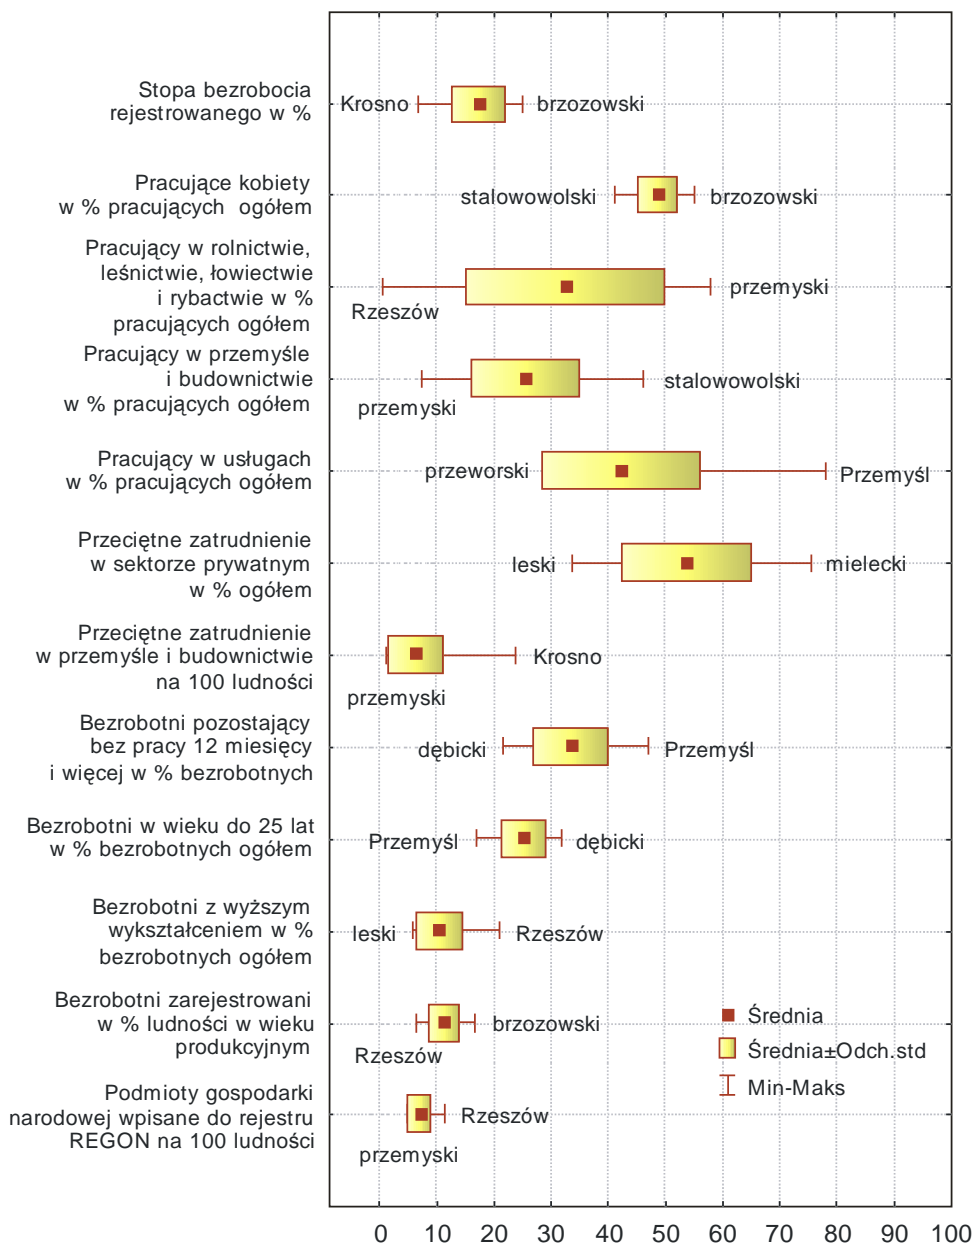 Stopa bezrobocia
rejestrowanego w %
Krosno
brzozowski
Pracujące kobiety
w % pracujących ogółem
stalowowolski
brzozowski
Pracujący w rolnictwie,
leśnictwie, łowiectwie
i rybactwie w %
pracujących ogółem
Rzeszów
przemyski
Pracujący w przemyśle
i budownictwie
w % pracujących ogółem
przemyski
stalowowolski
Pracujący w usługach
w % pracujących ogółem
przeworski
Przemyśl
Przeciętne zatrudnienie
w sektorze prywatnym
w % ogółem
leski
mielecki
Przeciętne zatrudnienie
w przemyśle i budownictwie
na 100 ludności
przemyski
Krosno
Bezrobotni pozostający
bez pracy 12 miesięcy
i więcej w % bezrobotnych
dębicki
Przemyśl
Bezrobotni w wieku do 25 lat
w % bezrobotnych ogółem
Przemyśl
dębicki
Bezrobotni z wyższym
wykształceniem w %
bezrobotnych ogółem
leski
Rzeszów
Bezrobotni zarejestrowani
w % ludności w wieku
produkcyjnym
Rzeszów
brzozowski
Podmioty gospodarki
narodowej wpisane do rejestru
REGON na 100 ludności
przemyski
Rzeszów
Średnia
Średnia±Odch.std
Min-Maks
0 10 20 30 40 50 60 70 80 90 100